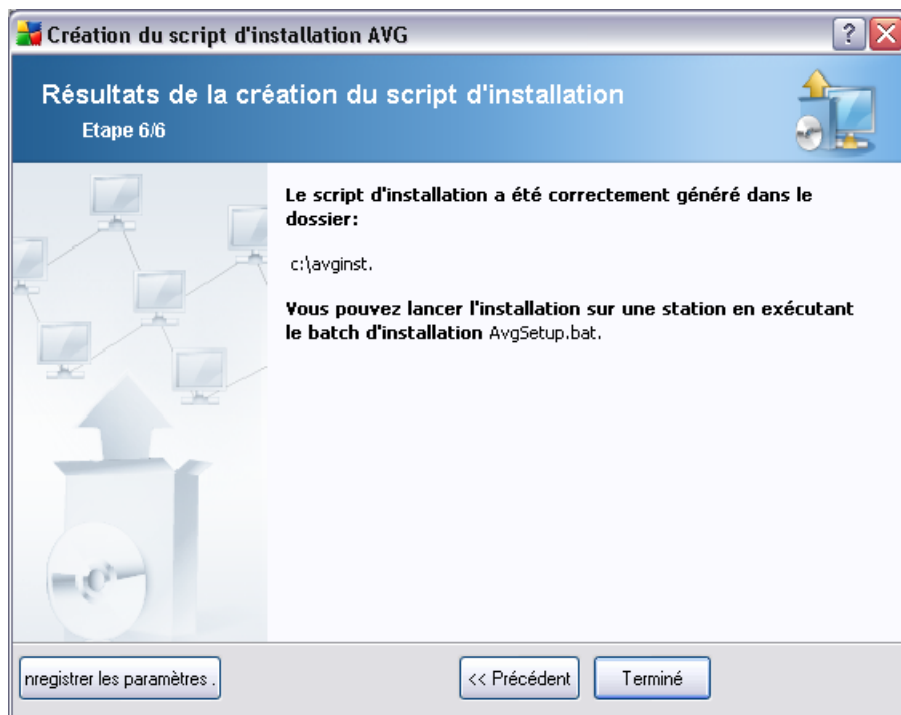 Création du script d'installation AVG
Résultats de la création du script d'installation
Etape 6/6
Le script d'installation a été correctement généré dans le
dossier:
c:\avginst.
Vous pouvez lancer l'installation sur une station en exécutant
le batch d'installation AvgSetup.bat.
nregistrer les paramètres .
<< Précédent
Terminé